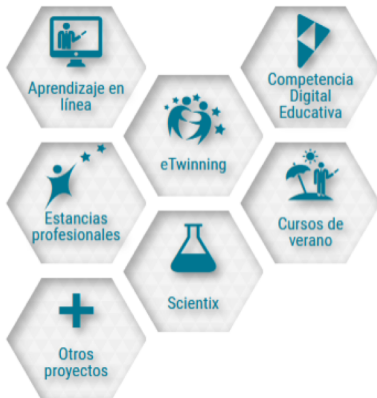 Aprendizaje en
línea
Competencia
Digital
Educativa
eTwinning
Estancias
profesionales
Cursos de
verano
Scientix
Otros
proyectos